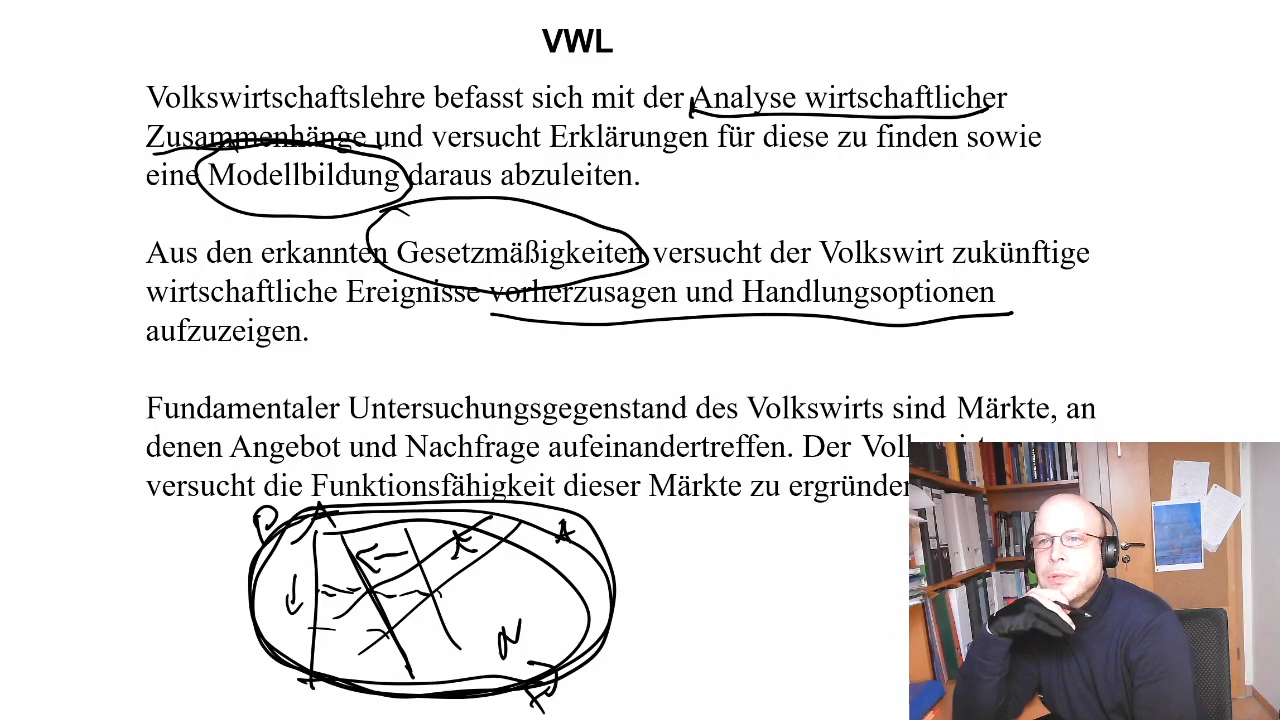 VWL
Volkswirtschaftslehre befasst sich mit der Analyse wirtschaftlicher
Zusammenhänge und versucht Erklärungen für diese zu finden sowie
eine Modellbildung daraus abzuleiten.
Aus den erkannten Gesetzmäßigkeiten versucht der Volkswirt zukünftige
wirtschaftliche Ereignisse vorherzusagen und Handlungsoptionen
aufzuzeigen.
Fundamentaler Untersuchungsgegenstand des Volkswirts sind Märkte, an
denen Angebot und Nachfrage aufeinandertreffen. Der
versucht die Funktionsfähigkeit dieser Märkte zu
P
A
N